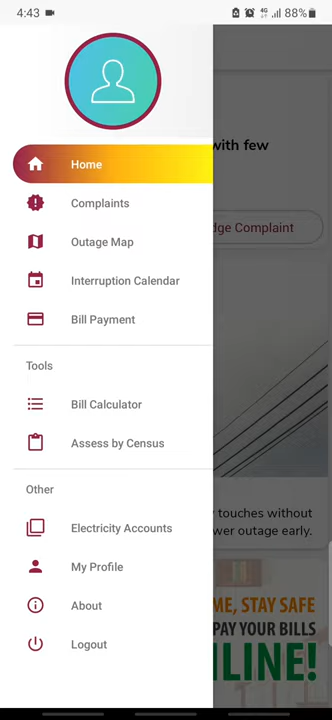 4:43
4G
88%
with few
Home
Complaints
dge Complaint
Outage Map
Interruption Calendar
Bill Payment
Tools
Bill Calculator
Assess by Census
Other
touches without
Electricity Accounts
wer outage early.
My Profile
About
ME, STAY SAFE
PAY YOUR BILLS
Logout
LINE!